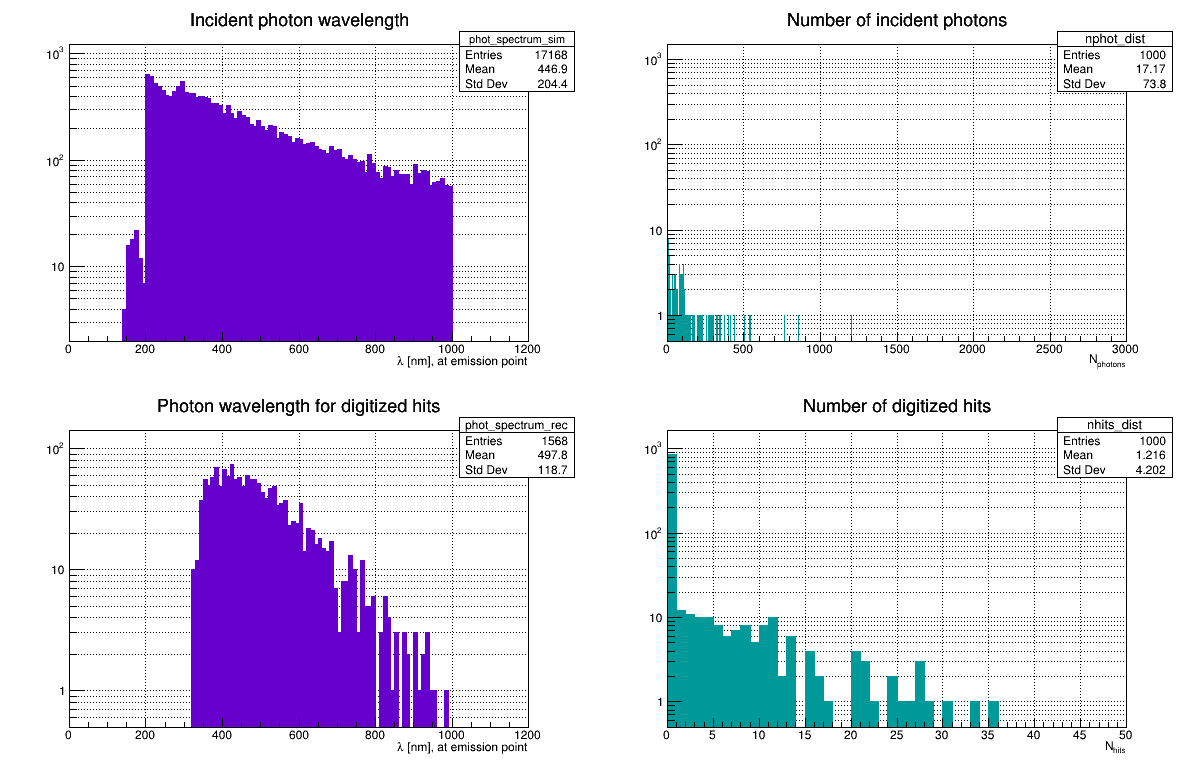 Incident photon wavelength
phot_spectrum_sim
Entries 17168
Mean 446.9
Std Dev 204.4
10³
10²
10
0 200 400 600 800 1000 1200
λ [nm], at emission point
Number of incident photons
nphot_dist
Entries 1000
Mean 17.17
Std Dev 73.8
10³
10²
10
1
0 500 1000 1500 2000 2500 3000
Nphotons
Photon wavelength for digitized hits
phot_spectrum_rec
Entries 1568
Mean 497.8
Std Dev 118.7
10²
10
1
0 200 400 600 800 1000 1200
λ [nm], at emission point
Number of digitized hits
nhits_dist
Entries 1000
Mean 1.216
Std Dev 4.202
10³
10²
10
1
0 5 10 15 20 25 30 35 40 45 50
Nhits